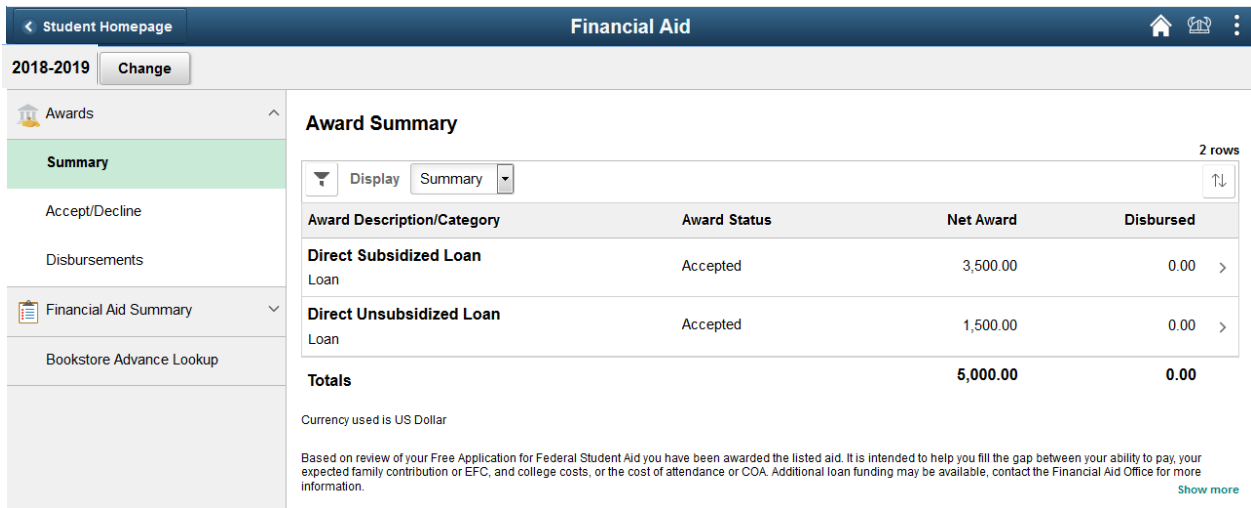 Student Homepage
Financial Aid
2018-2019 Change
Awards
Summary
Accept/Decline
Disbursements
Financial Aid Summary
Bookstore Advance Lookup
Award Summary
2 rows
Display Summary
Award Description/Category Award Status Net Award Disbursed
Direct Subsidized Loan
Loan
Accepted 3,500.00 0.00
Direct Unsubsidized Loan
Loan
Accepted 1,500.00 0.00
Totals 5,000.00 0.00
Currency used is US Dollar
Based on review of your Free Application for Federal Student Aid you have been awarded the listed aid. It is intended to help you fill the gap between your ability to pay, your
expected family contribution or EFC, and college costs, or the cost of attendance or COA. Additional loan funding may be available, contact the Financial Aid Office for more
information.
Show more